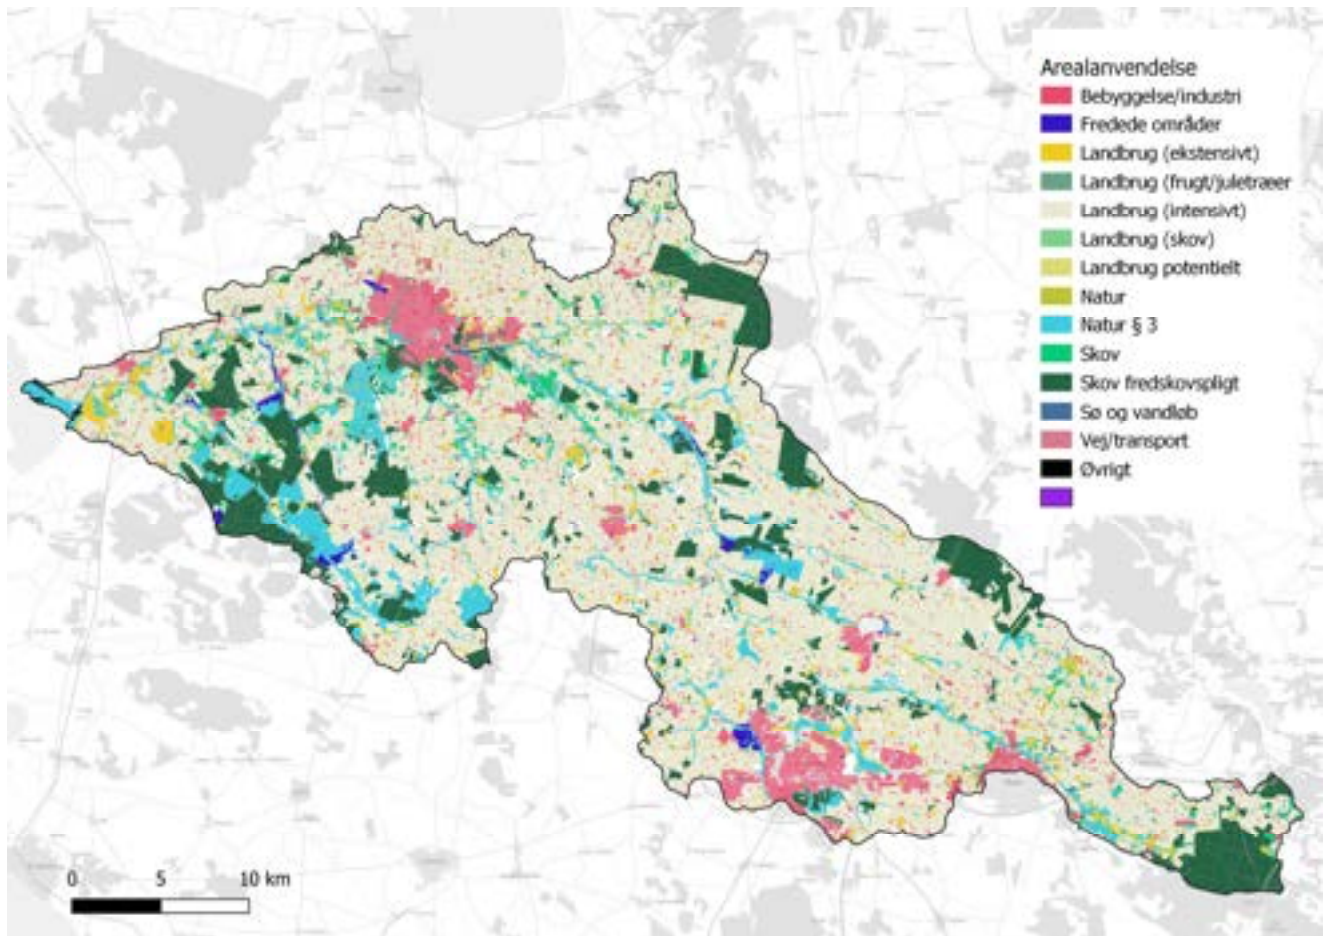 Arealanvendelse
Bebyggelse/industri
Fredede områder
Landbrug (ekstensivt)
Landbrug (frugt/juletræer
Landbrug (intensivt)
Landbrug (skov)
Landbrug potentielt
Natur
Natur § 3
Skov
Skov fredskovspligt
Sø og vandløb
Vej/transport
Øvrigt
0 5 10 km